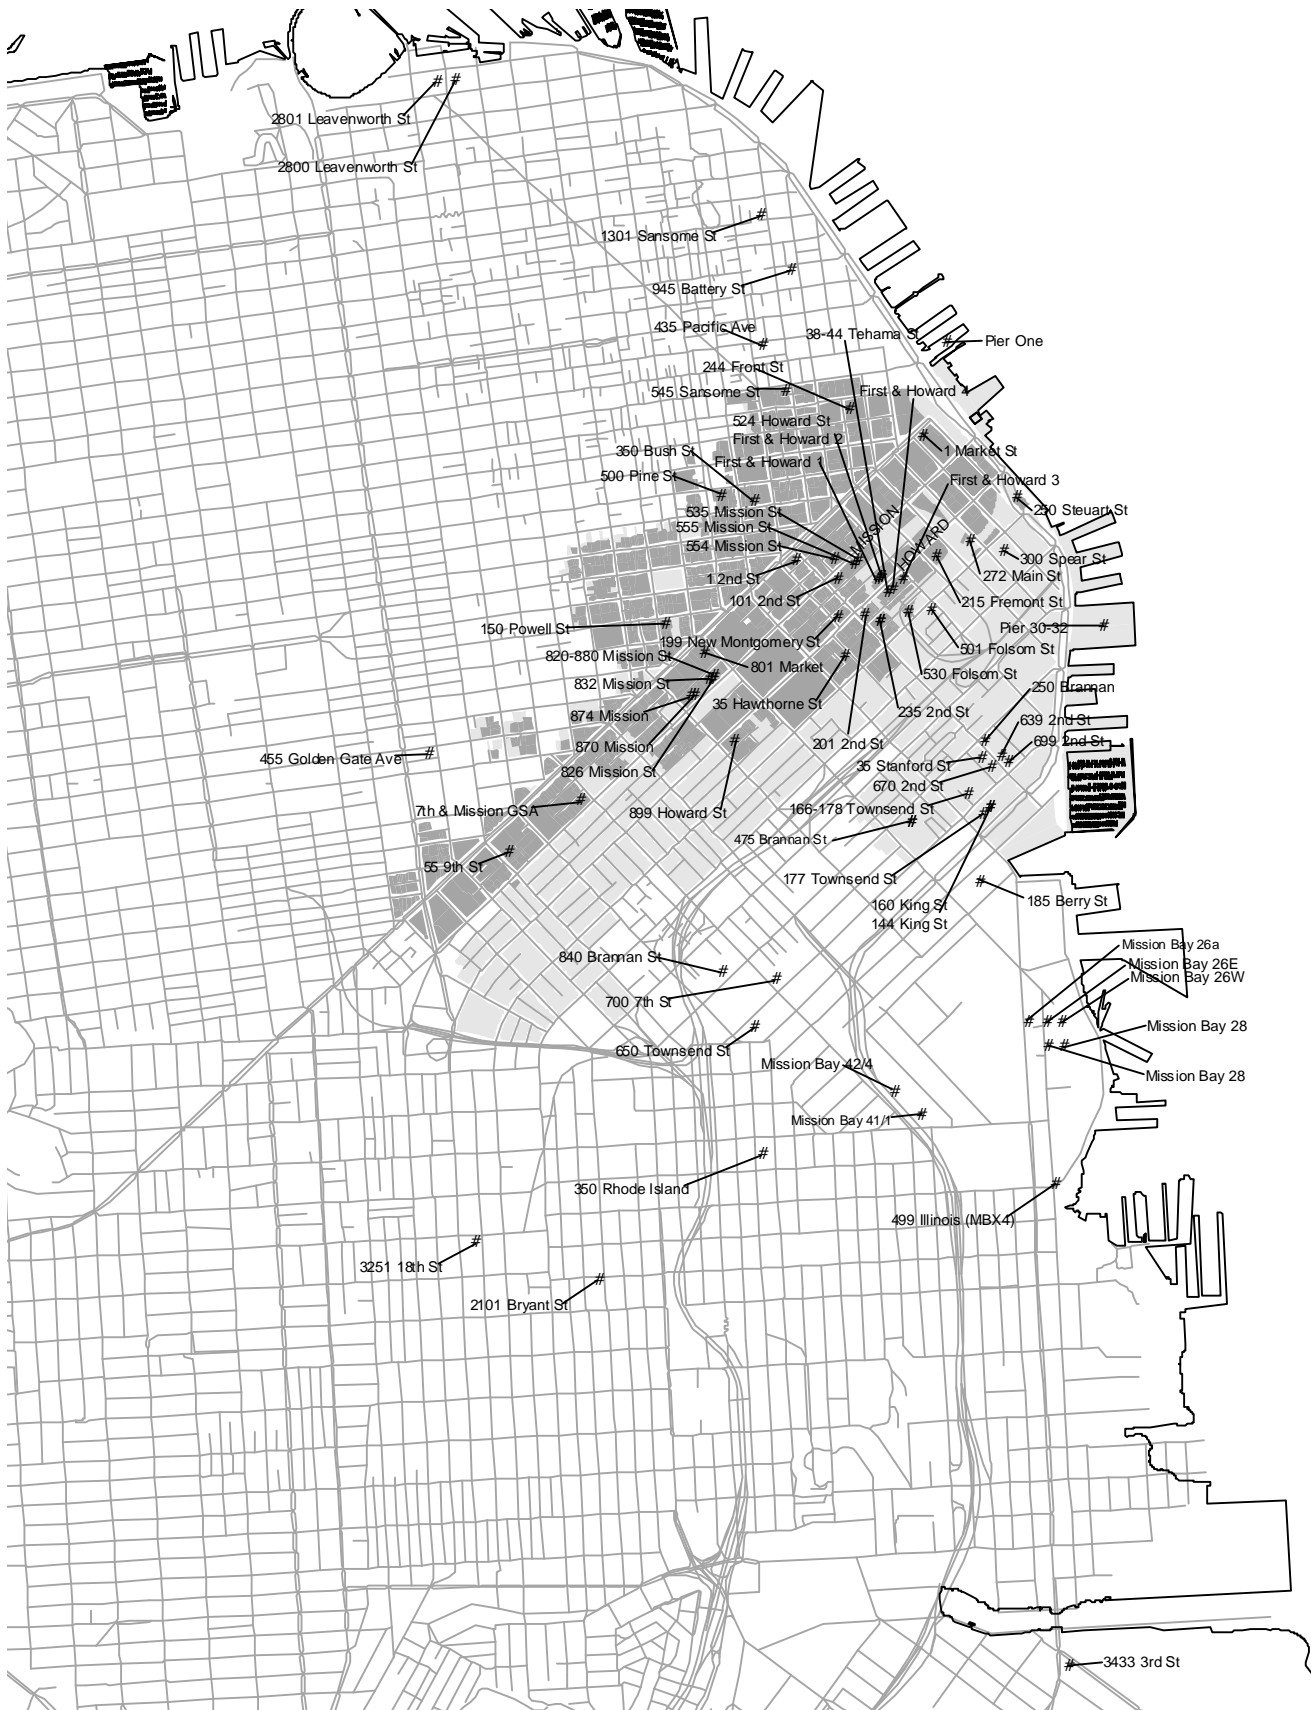 2801 Leavenworth St
2800 Leavenworth St
1301 Sansome St
945 Battery St
435 Pacific Ave
38-44 Tehama St
Pier One
244 Front St
545 Sansome St
First & Howard 4
524 Howard St
First & Howard 2
350 Bush St
1 Market St
First & Howard 1
500 Pine St
First & Howard 3
535 Mission St
250 Steuart St
555 Mission St
MISSION
HOWARD
554 Mission St
300 Spear St
1 2nd St
272 Main St
101 2nd St
215 Fremont St
150 Powell St
Pier 30-32
199 New Montgomery St
501 Folsom St
820-880 Mission St
801 Market
530 Folsom St
832 Mission St
250 Brannan
35 Hawthorne St
235 2nd St
874 Mission
639 2nd St
870 Mission
201 2nd St
699 2nd St
455 Golden Gate Ave
35 Stanford St
826 Mission St
670 2nd St
7th & Mission GSA
899 Howard St
166-178 Townsend St
475 Brannan St
55 9th St
177 Townsend St
185 Berry St
160 King St
144 King St
Mission Bay 26a
840 Brannan St
Mission Bay 26E
Mission Bay 26W
700 7th St
Mission Bay 28
650 Townsend St
Mission Bay 42/4
Mission Bay 28
Mission Bay 41/1
350 Rhode Island
499 Illinois (MBX4)
3251 18th St
2101 Bryant St
3433 3rd St